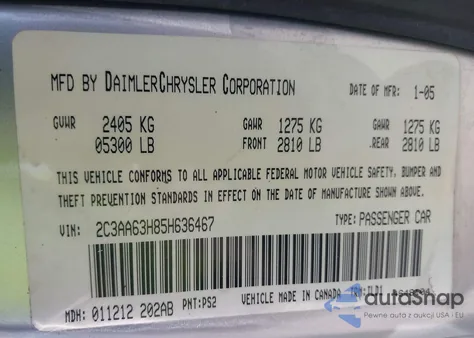 MFD BY DAIMLERCHRYSLER CORPORATION
DATE OF MFR: 1-05
GVWR 2405 KG GAWR 1275 KG GAWR 1275 KG
05300 LB FRONT 2810 LB REAR 2810 LB
THIS VEHICLE CONFORMS TO ALL APPLICABLE FEDERAL MOTOR VEHICLE SAFETY, BUMPER AND
THEFT PREVENTION STANDARDS IN EFFECT ON THE DATE OF MANUFACTURE SHOWN ABOVE.
VIN: 2C3AA63H85H636467 TYPE: PASSENGER CAR
MDH: 011212 202AB PNT: PS2 VEHICLE MADE IN CANADA
autaShap
Pewne auta z aukcji USA i EU